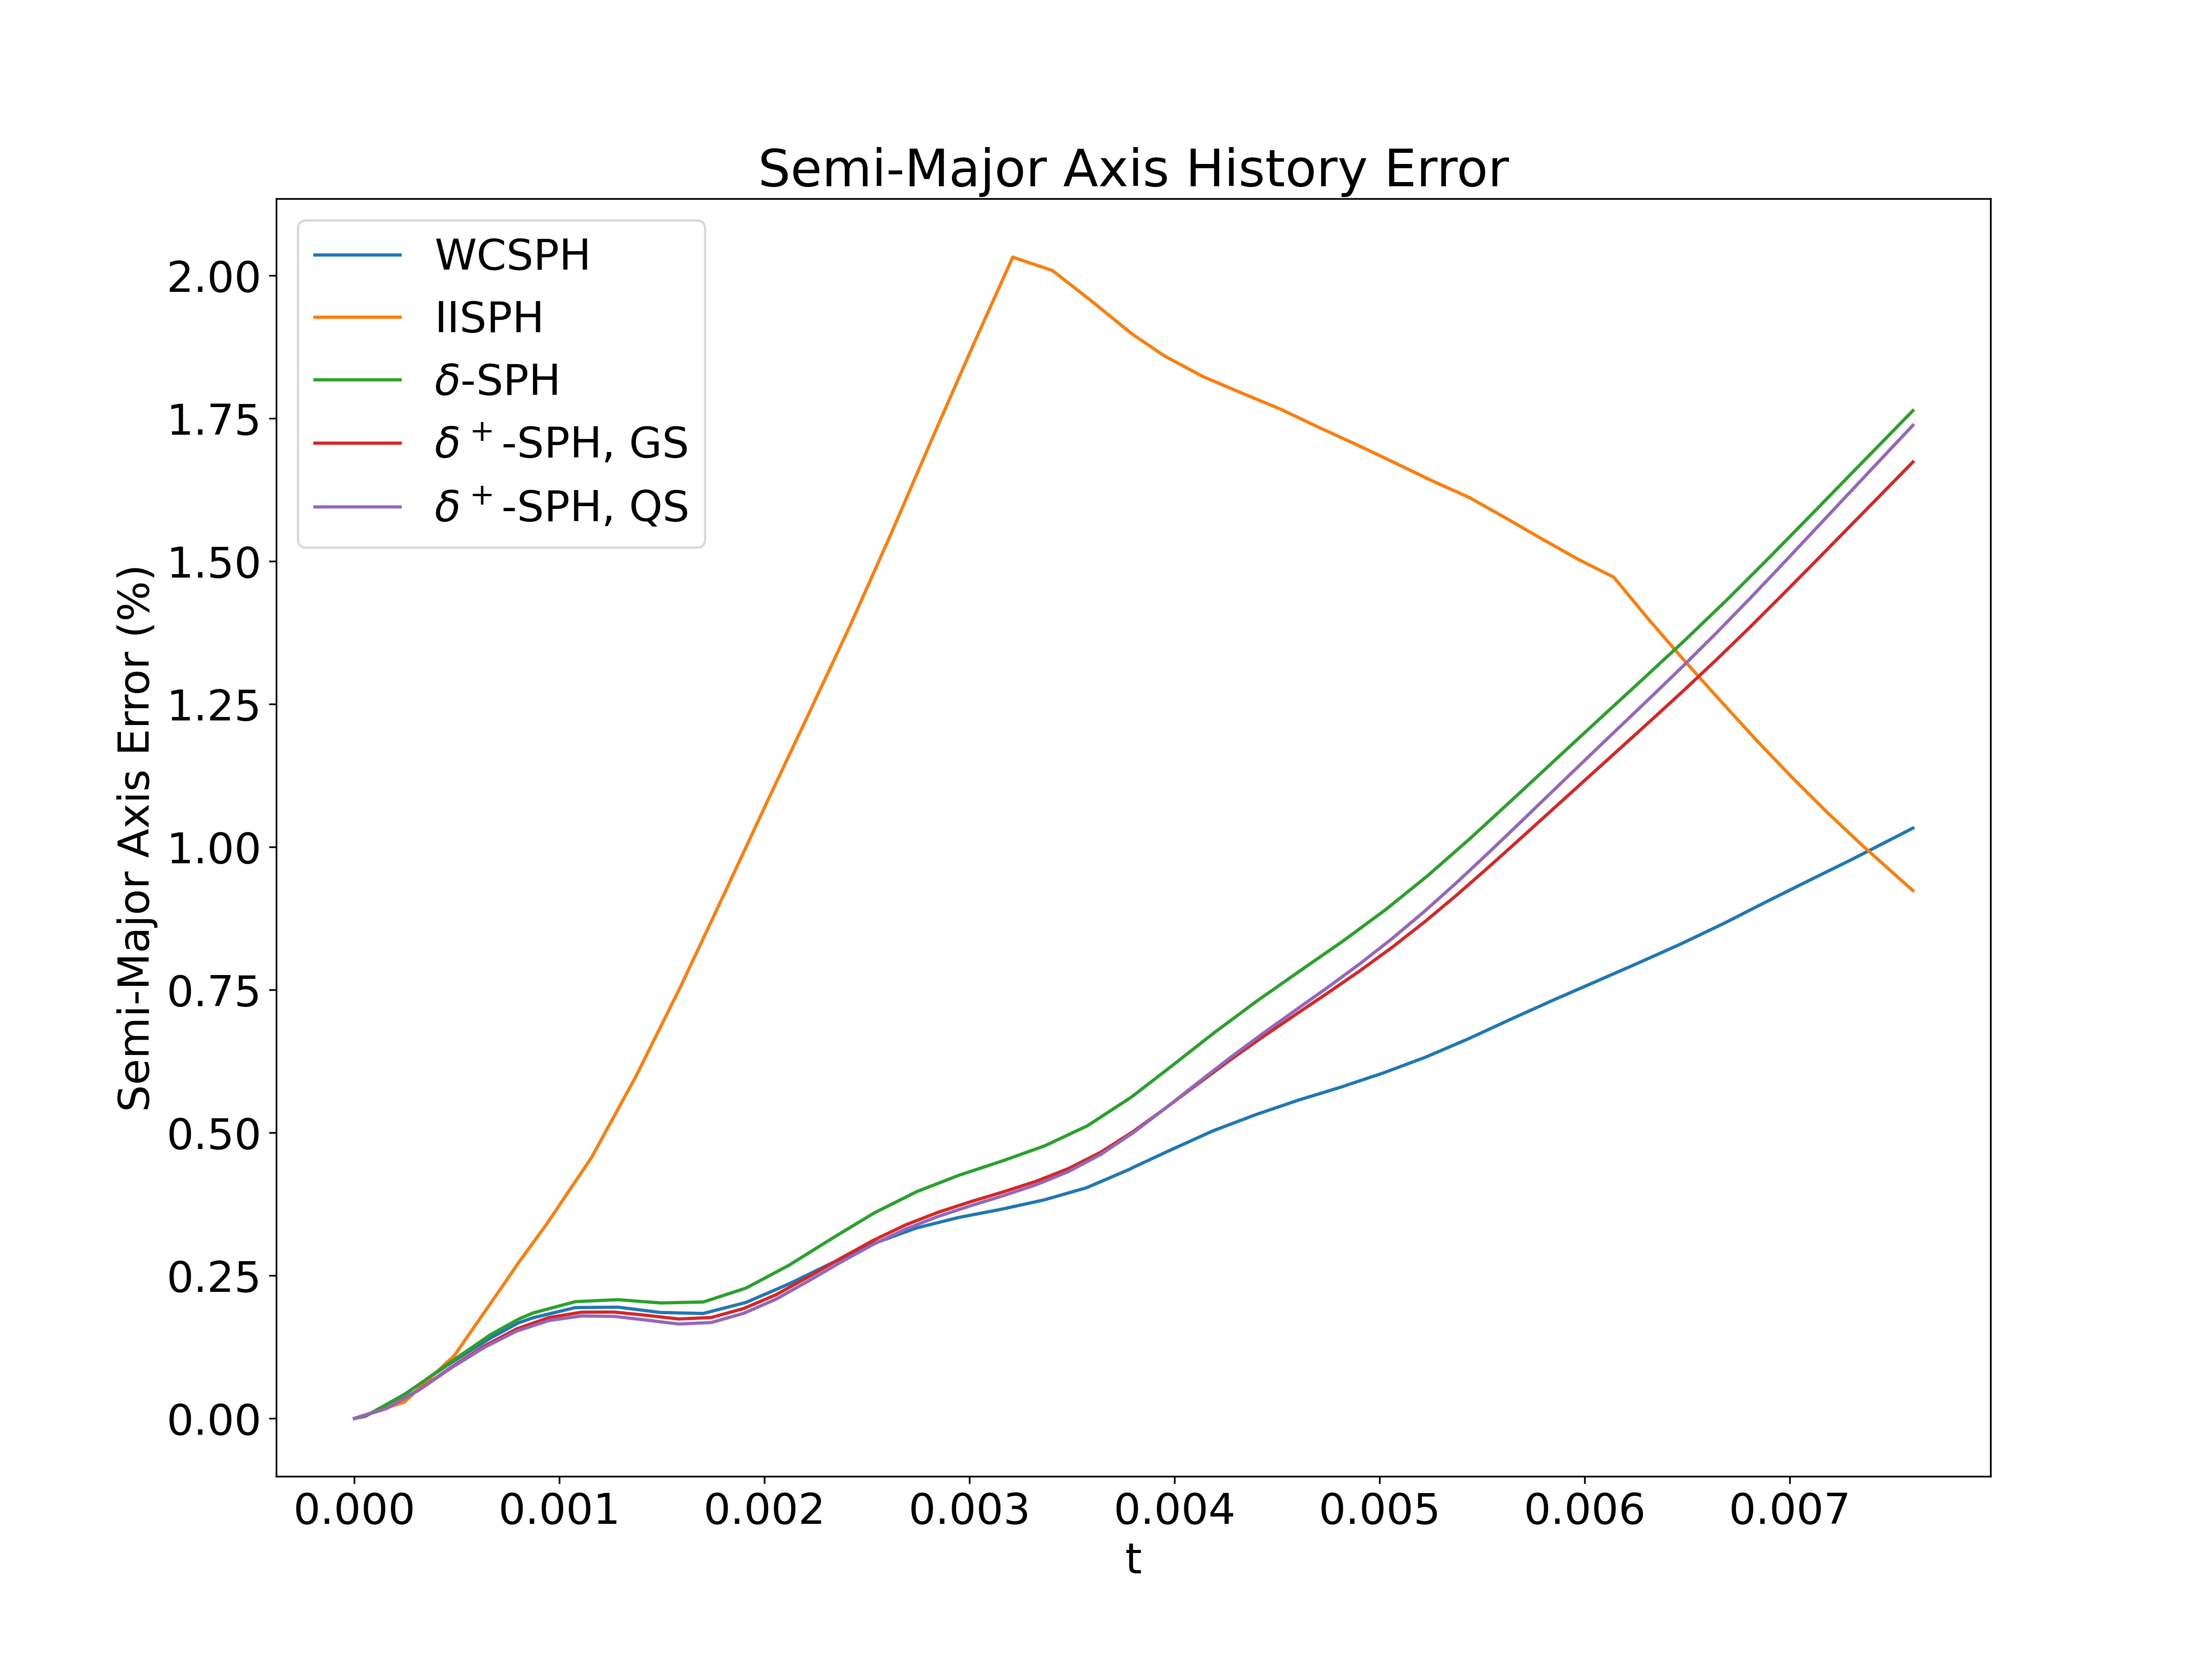 Semi-Major Axis History Error
WCSPH
IISPH
δ-SPH
δ⁺-SPH, GS
δ⁺-SPH, QS
Semi-Major Axis Error (%)
2.00
1.75
1.50
1.25
1.00
0.75
0.50
0.25
0.00
0.000 0.001 0.002 0.003 0.004 0.005 0.006 0.007
t